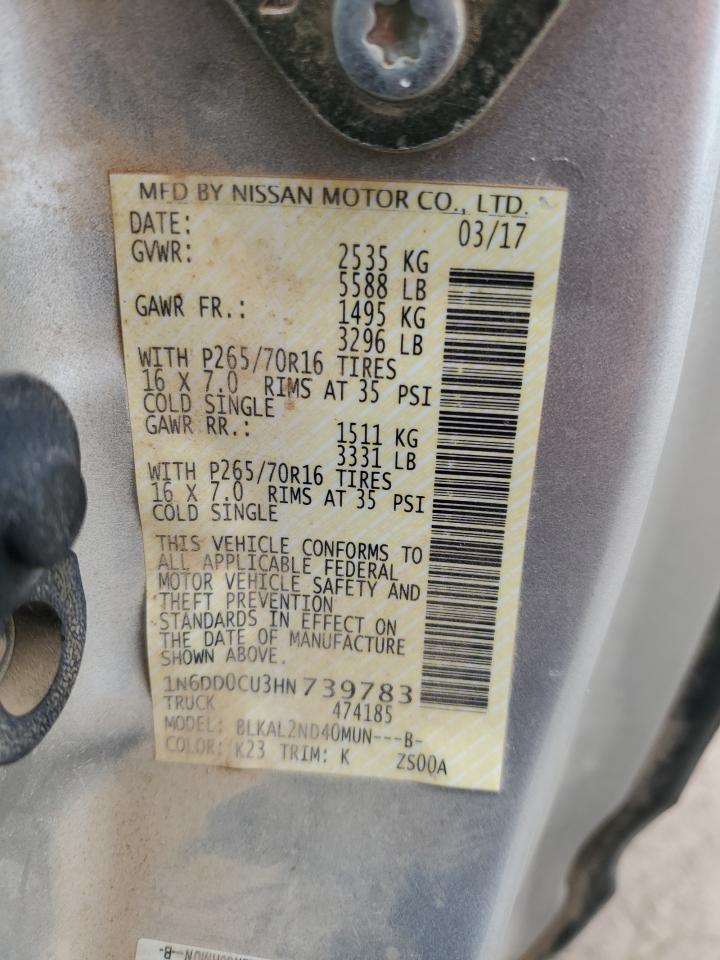 MFD BY NISSAN MOTOR CO., LTD.
DATE: 03/17
GVWR: 2535 KG
5588 LB
GAWR FR.: 1495 KG
3296 LB
WITH P265/70R16 TIRES
16 X 7.0 RIMS AT 35 PSI
COLD SINGLE
GAWR RR.: 1511 KG
3331 LB
WITH P265/70R16 TIRES
16 X 7.0 RIMS AT 35 PSI
COLD SINGLE
THIS VEHICLE CONFORMS TO
ALL APPLICABLE FEDERAL
MOTOR VEHICLE SAFETY AND
THEFT PREVENTION
STANDARDS IN EFFECT ON
THE DATE OF MANUFACTURE
SHOWN ABOVE.
1N6DD0CU3HN739783
TRUCK 474185
MODEL: BLKAL2ND40MUN---B-
COLOR: K23 TRIM: K ZS00A